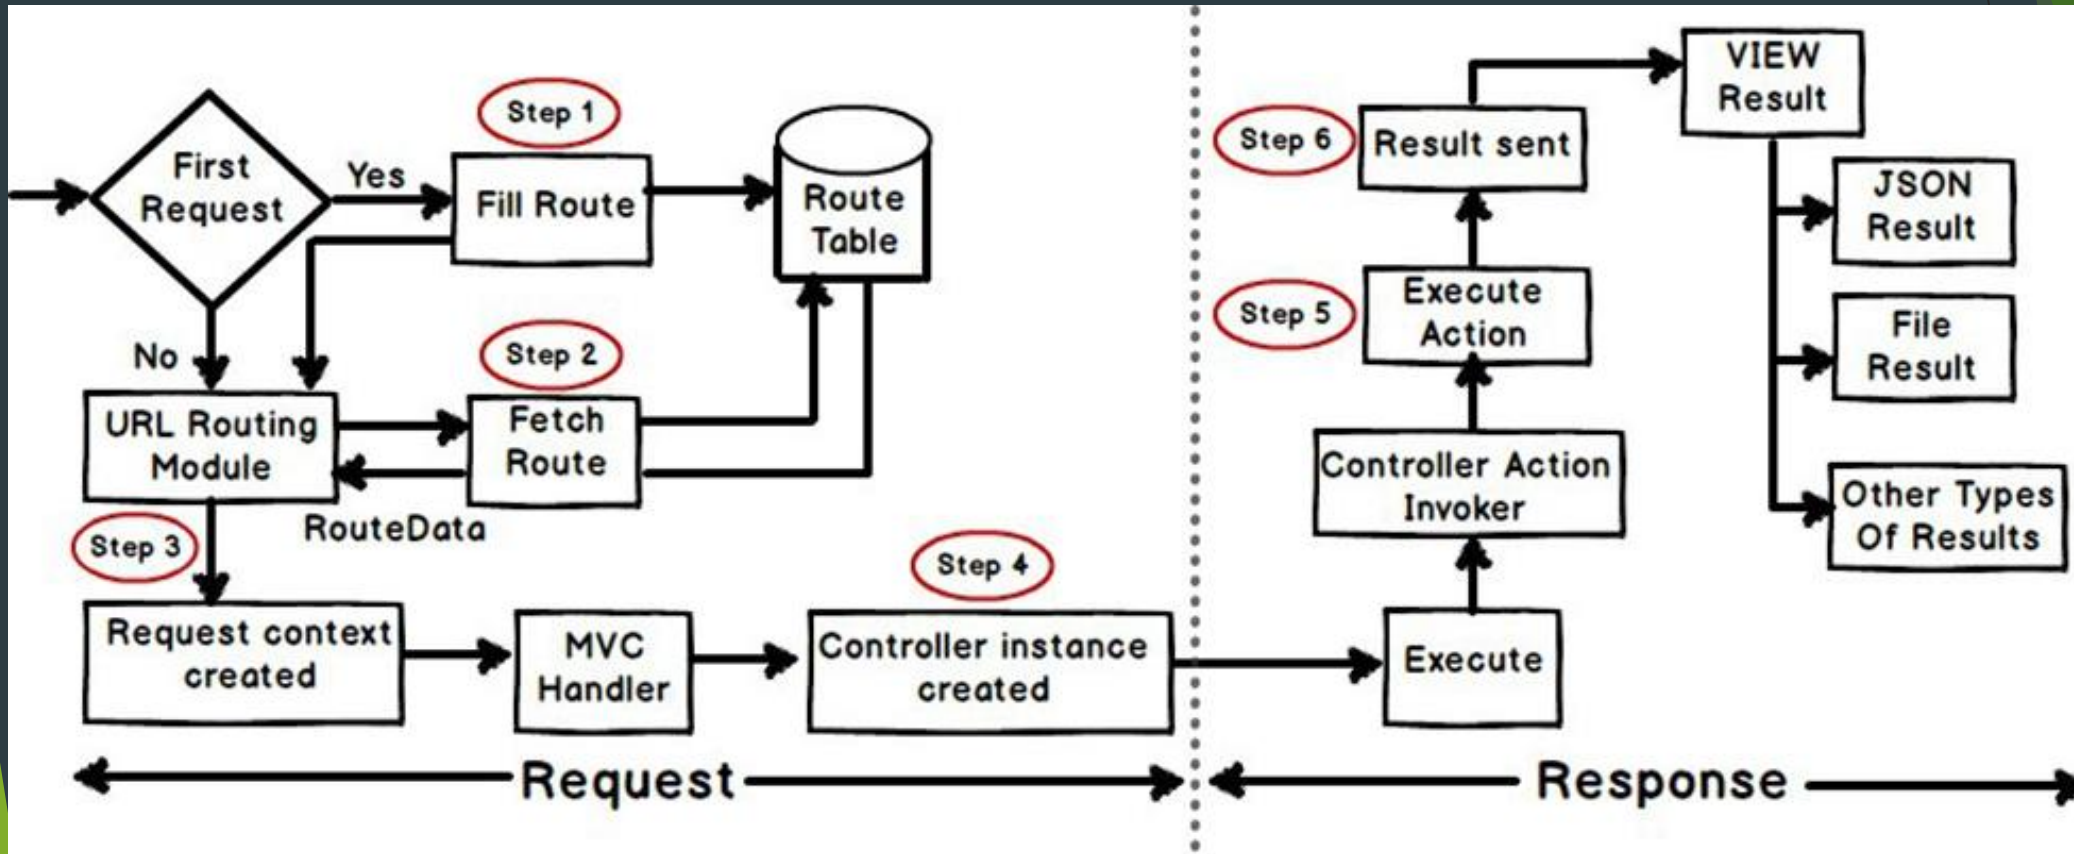 First
Request
Yes
Step 1
Fill Route
Route
Table
No
Step 2
URL Routing
Module
Fetch
Route
RouteData
Step 3
Request context
created
MVC
Handler
Step 4
Controller instance
created
Request
Execute
Controller Action
Invoker
Step 5
Execute
Action
Step 6
Result sent
VIEW
Result
JSON
Result
File
Result
Other Types
Of Results
Response